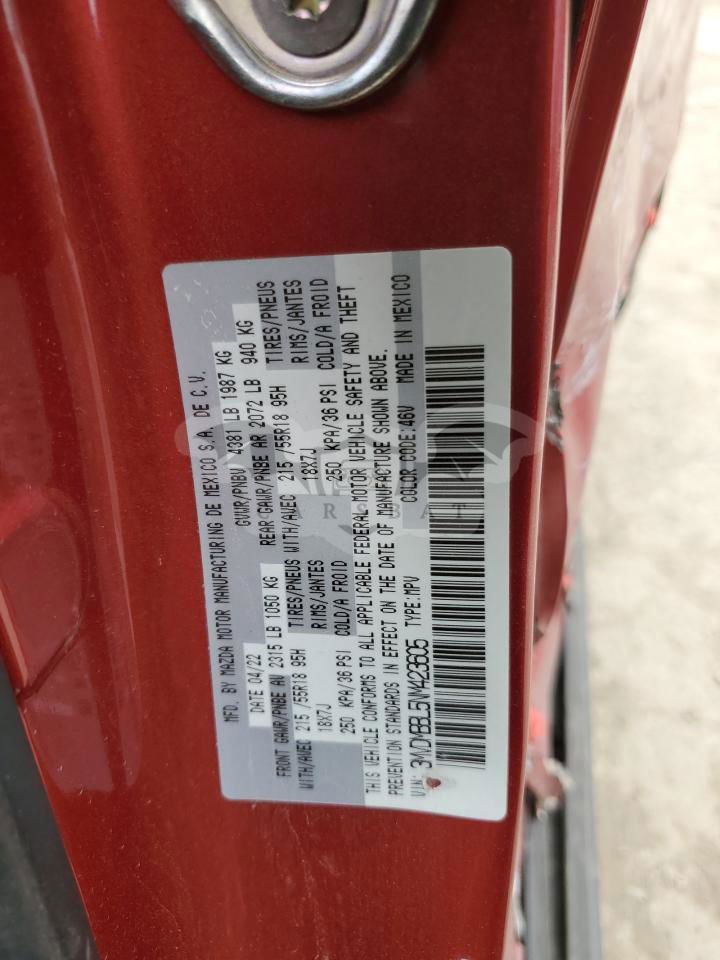 MFD. BY MAZDA MOTOR MANUFACTURING DE MEXICO S.A. DE C.V.
DATE 04/22 GVWR/PNBV 4381 LB 1987 KG
FRONT GAWR/PNBE AV 2315 LB 1050 KG REAR GAWR/PNBE AR 2072 LB 940 KG
WITH/AVEC 215/55R18 95H TIRES/PNEUS WITH/AVEC 215/55R18 95H TIRES/PNEUS
18X7J RIMS/JANTES 18X7J RIMS/JANTES
250 KPA/36 PSI COLD/A FROID 250 KPA/36 PSI COLD/A FROID
THIS VEHICLE CONFORMS TO ALL APPLICABLE FEDERAL MOTOR VEHICLE SAFETY AND THEFT
PREVENTION STANDARDS IN EFFECT ON THE DATE OF MANUFACTURE SHOWN ABOVE.
VIN: 3MVDMBBL5NM423605 TYPE:MPV COLOR CODE:46V MADE IN MEXICO
CARSBAT